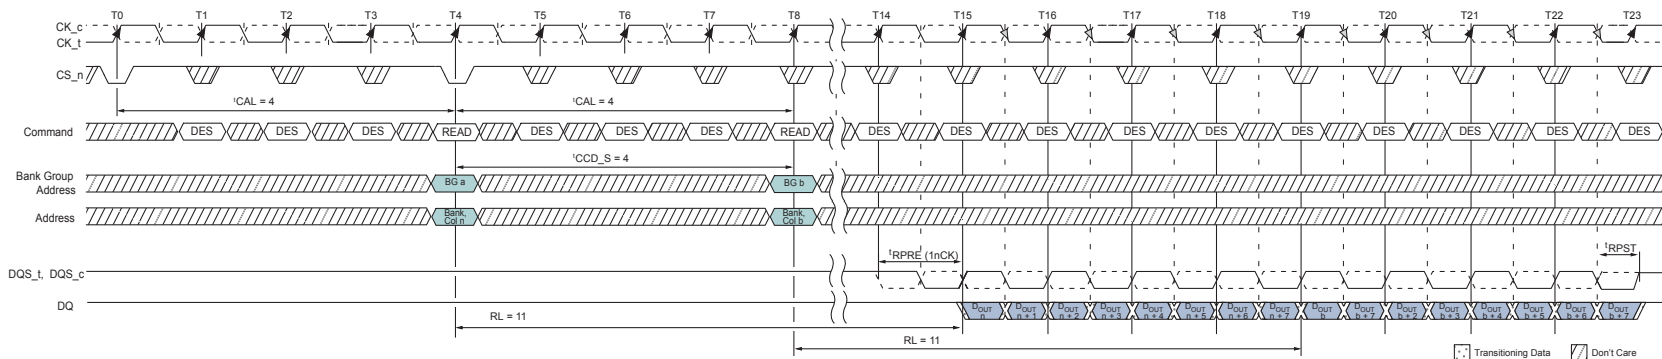 T0 T1 T2 T3 T4 T5 T6 T7 T8 T14 T15 T16 T17 T18 T19 T20 T21 T22 T23
CK_c
CK_t
CS_n
tCAL = 4 tCAL = 4
Command DES DES DES READ DES DES DES READ DES DES DES DES DES DES DES DES DES DES
tCCD_S = 4
Bank Group
Address
BG a BG b
Address
Bank,
Col n
Bank,
Col b
tRPRE (1nCK) tRPST
DQS_t, DQS_c
DQ
DOUT DOUT DOUT DOUT DOUT DOUT DOUT DOUT DOUT DOUT DOUT DOUT DOUT DOUT DOUT DOUT
n n + 1 n + 2 n + 3 n + 4 n + 5 n + 6 n + 7 b b + 7 b + 2 b + 3 b + 4 b + 5 b + 6 b + 7
RL = 11
RL = 11
Transitioning Data Don't Care